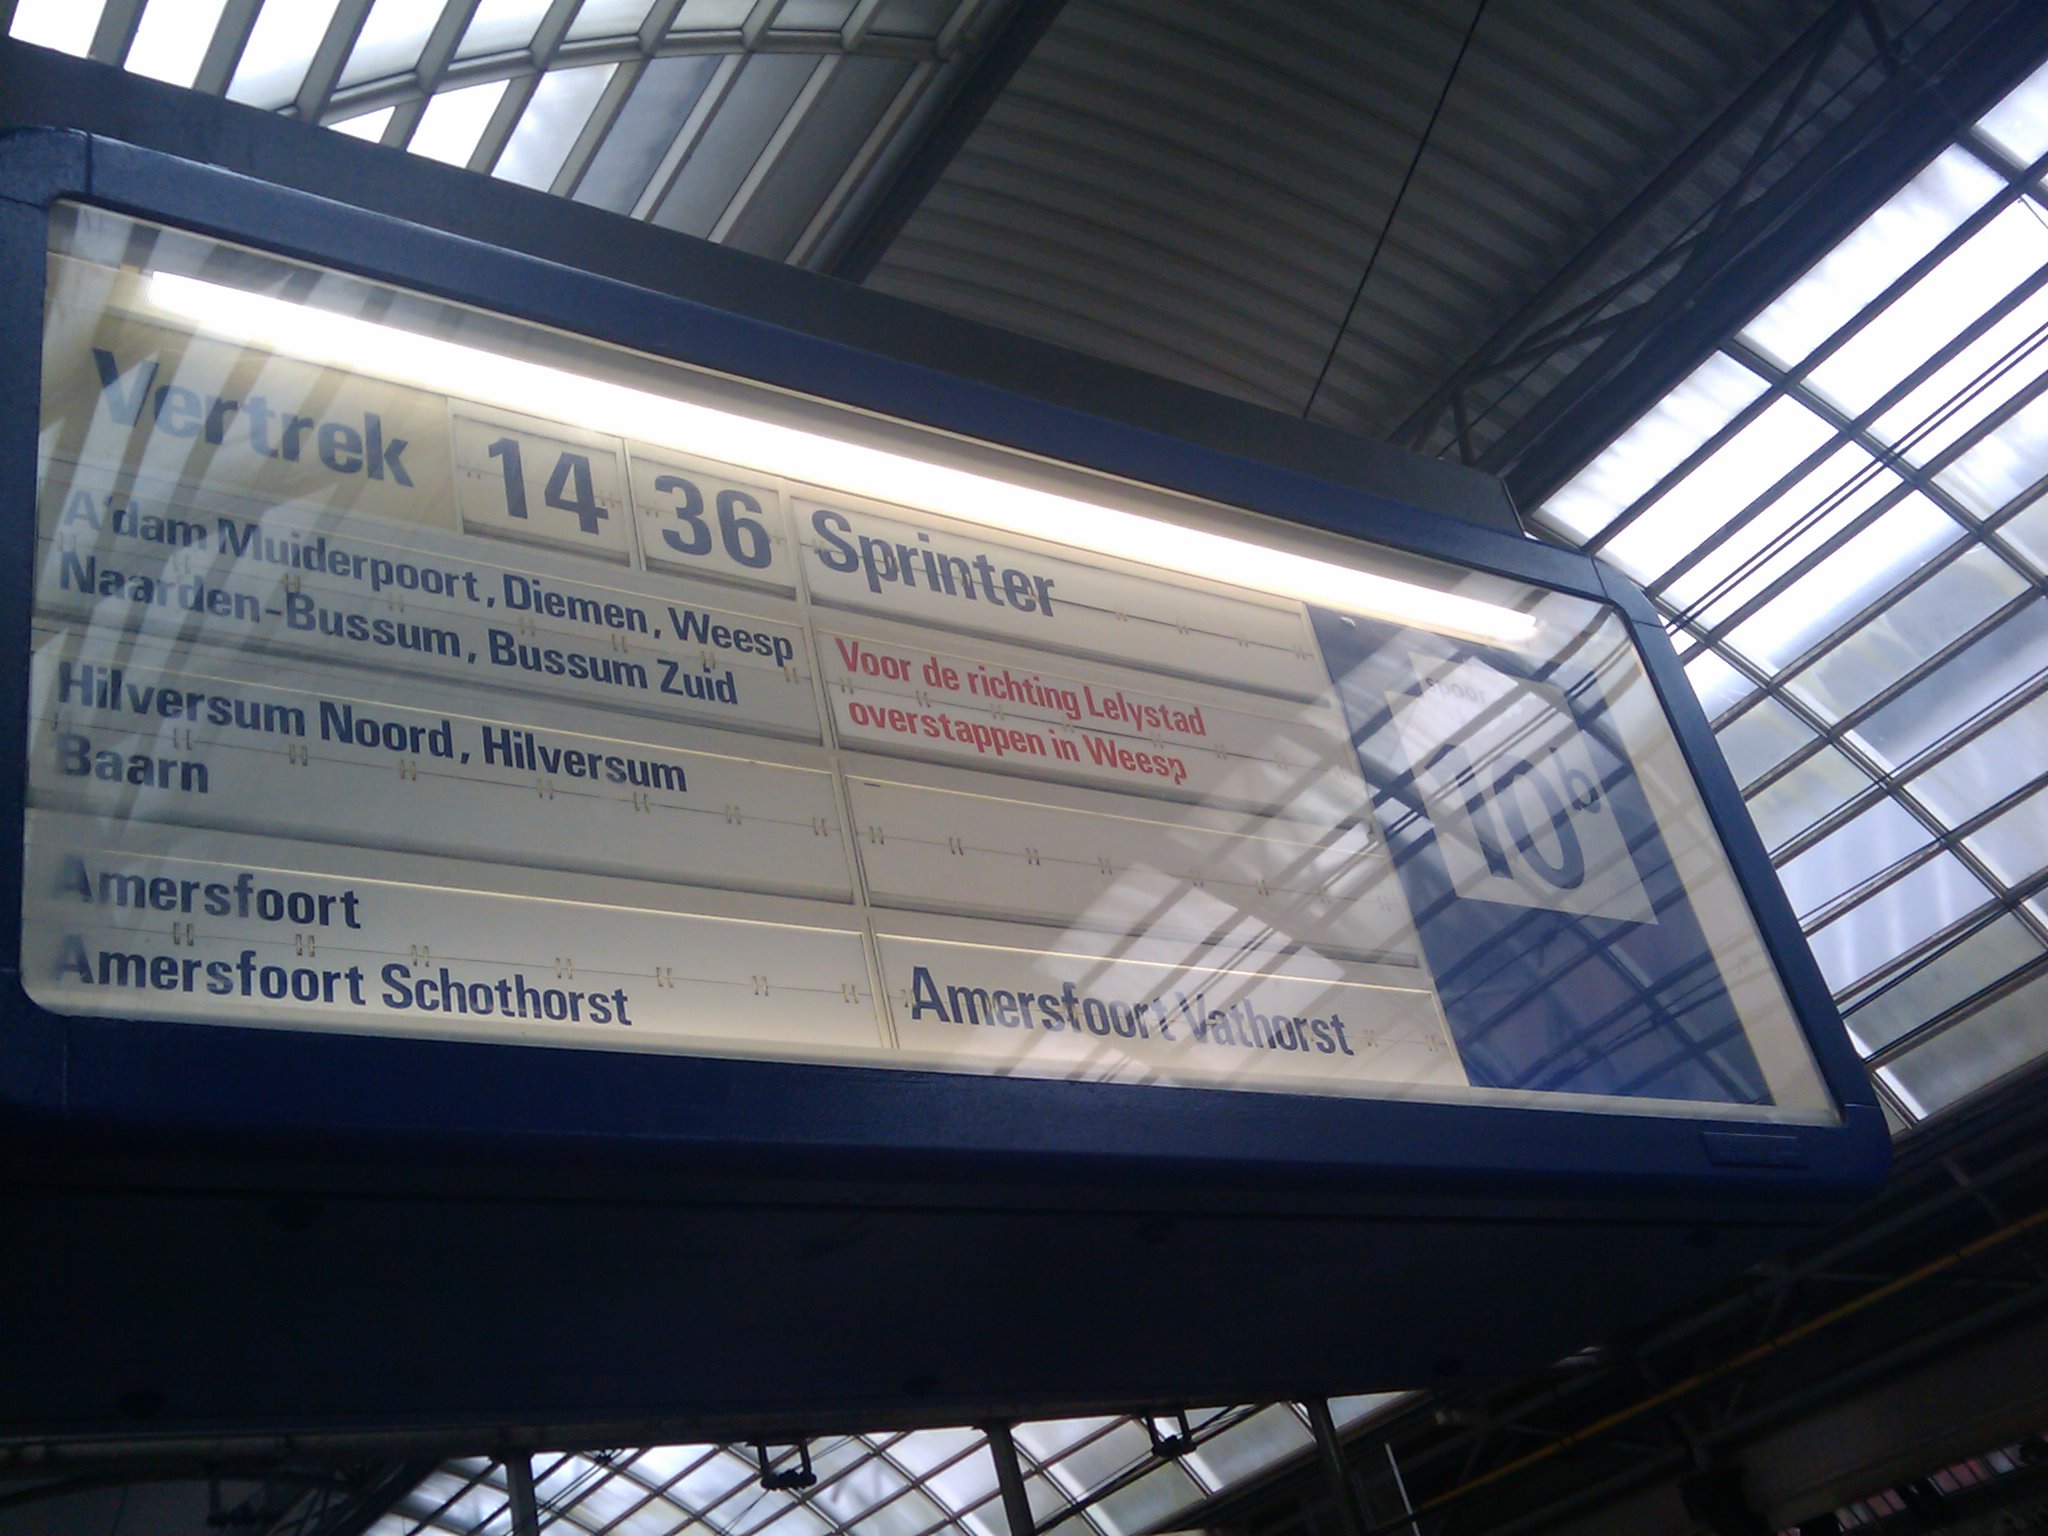 Vertrek 14 36 Sprinter
A'dam Muiderpoort, Diemen, Weesp
Naarden-Bussum, Bussum Zuid
Hilversum Noord, Hilversum
Baarn
Amersfoort
Amersfoort Schothorst
Voor de richting Lelystad
overstappen in Weesp
Amersfoort Vathorst
spoor
10b